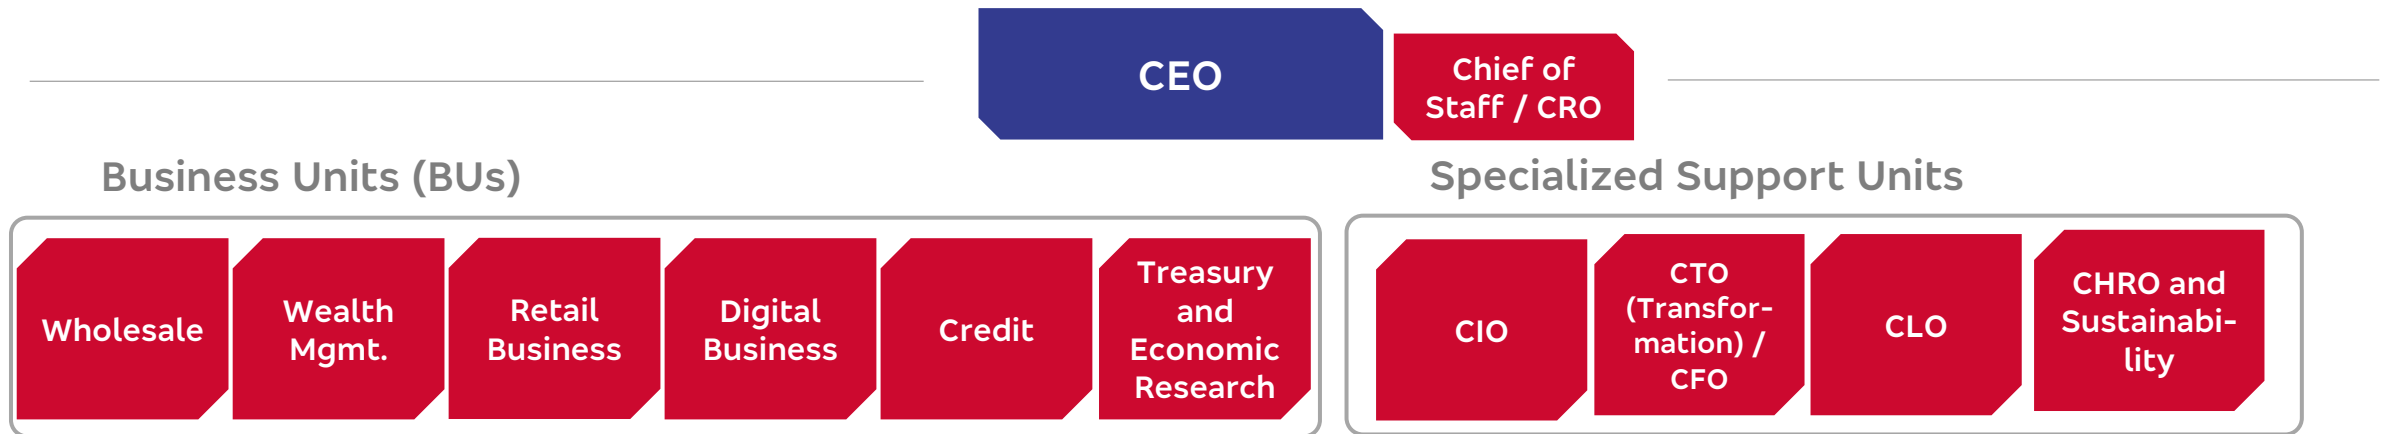 CEO
Chief of
Staff / CRO
Business Units (BUs)
Specialized Support Units
Wholesale
Wealth
Mgmt.
Retail
Business
Digital
Business
Credit
Treasury
and
Economic
Research
CIO
CTO
(Transfor-
mation) /
CFO
CLO
CHRO and
Sustainabi-
lity